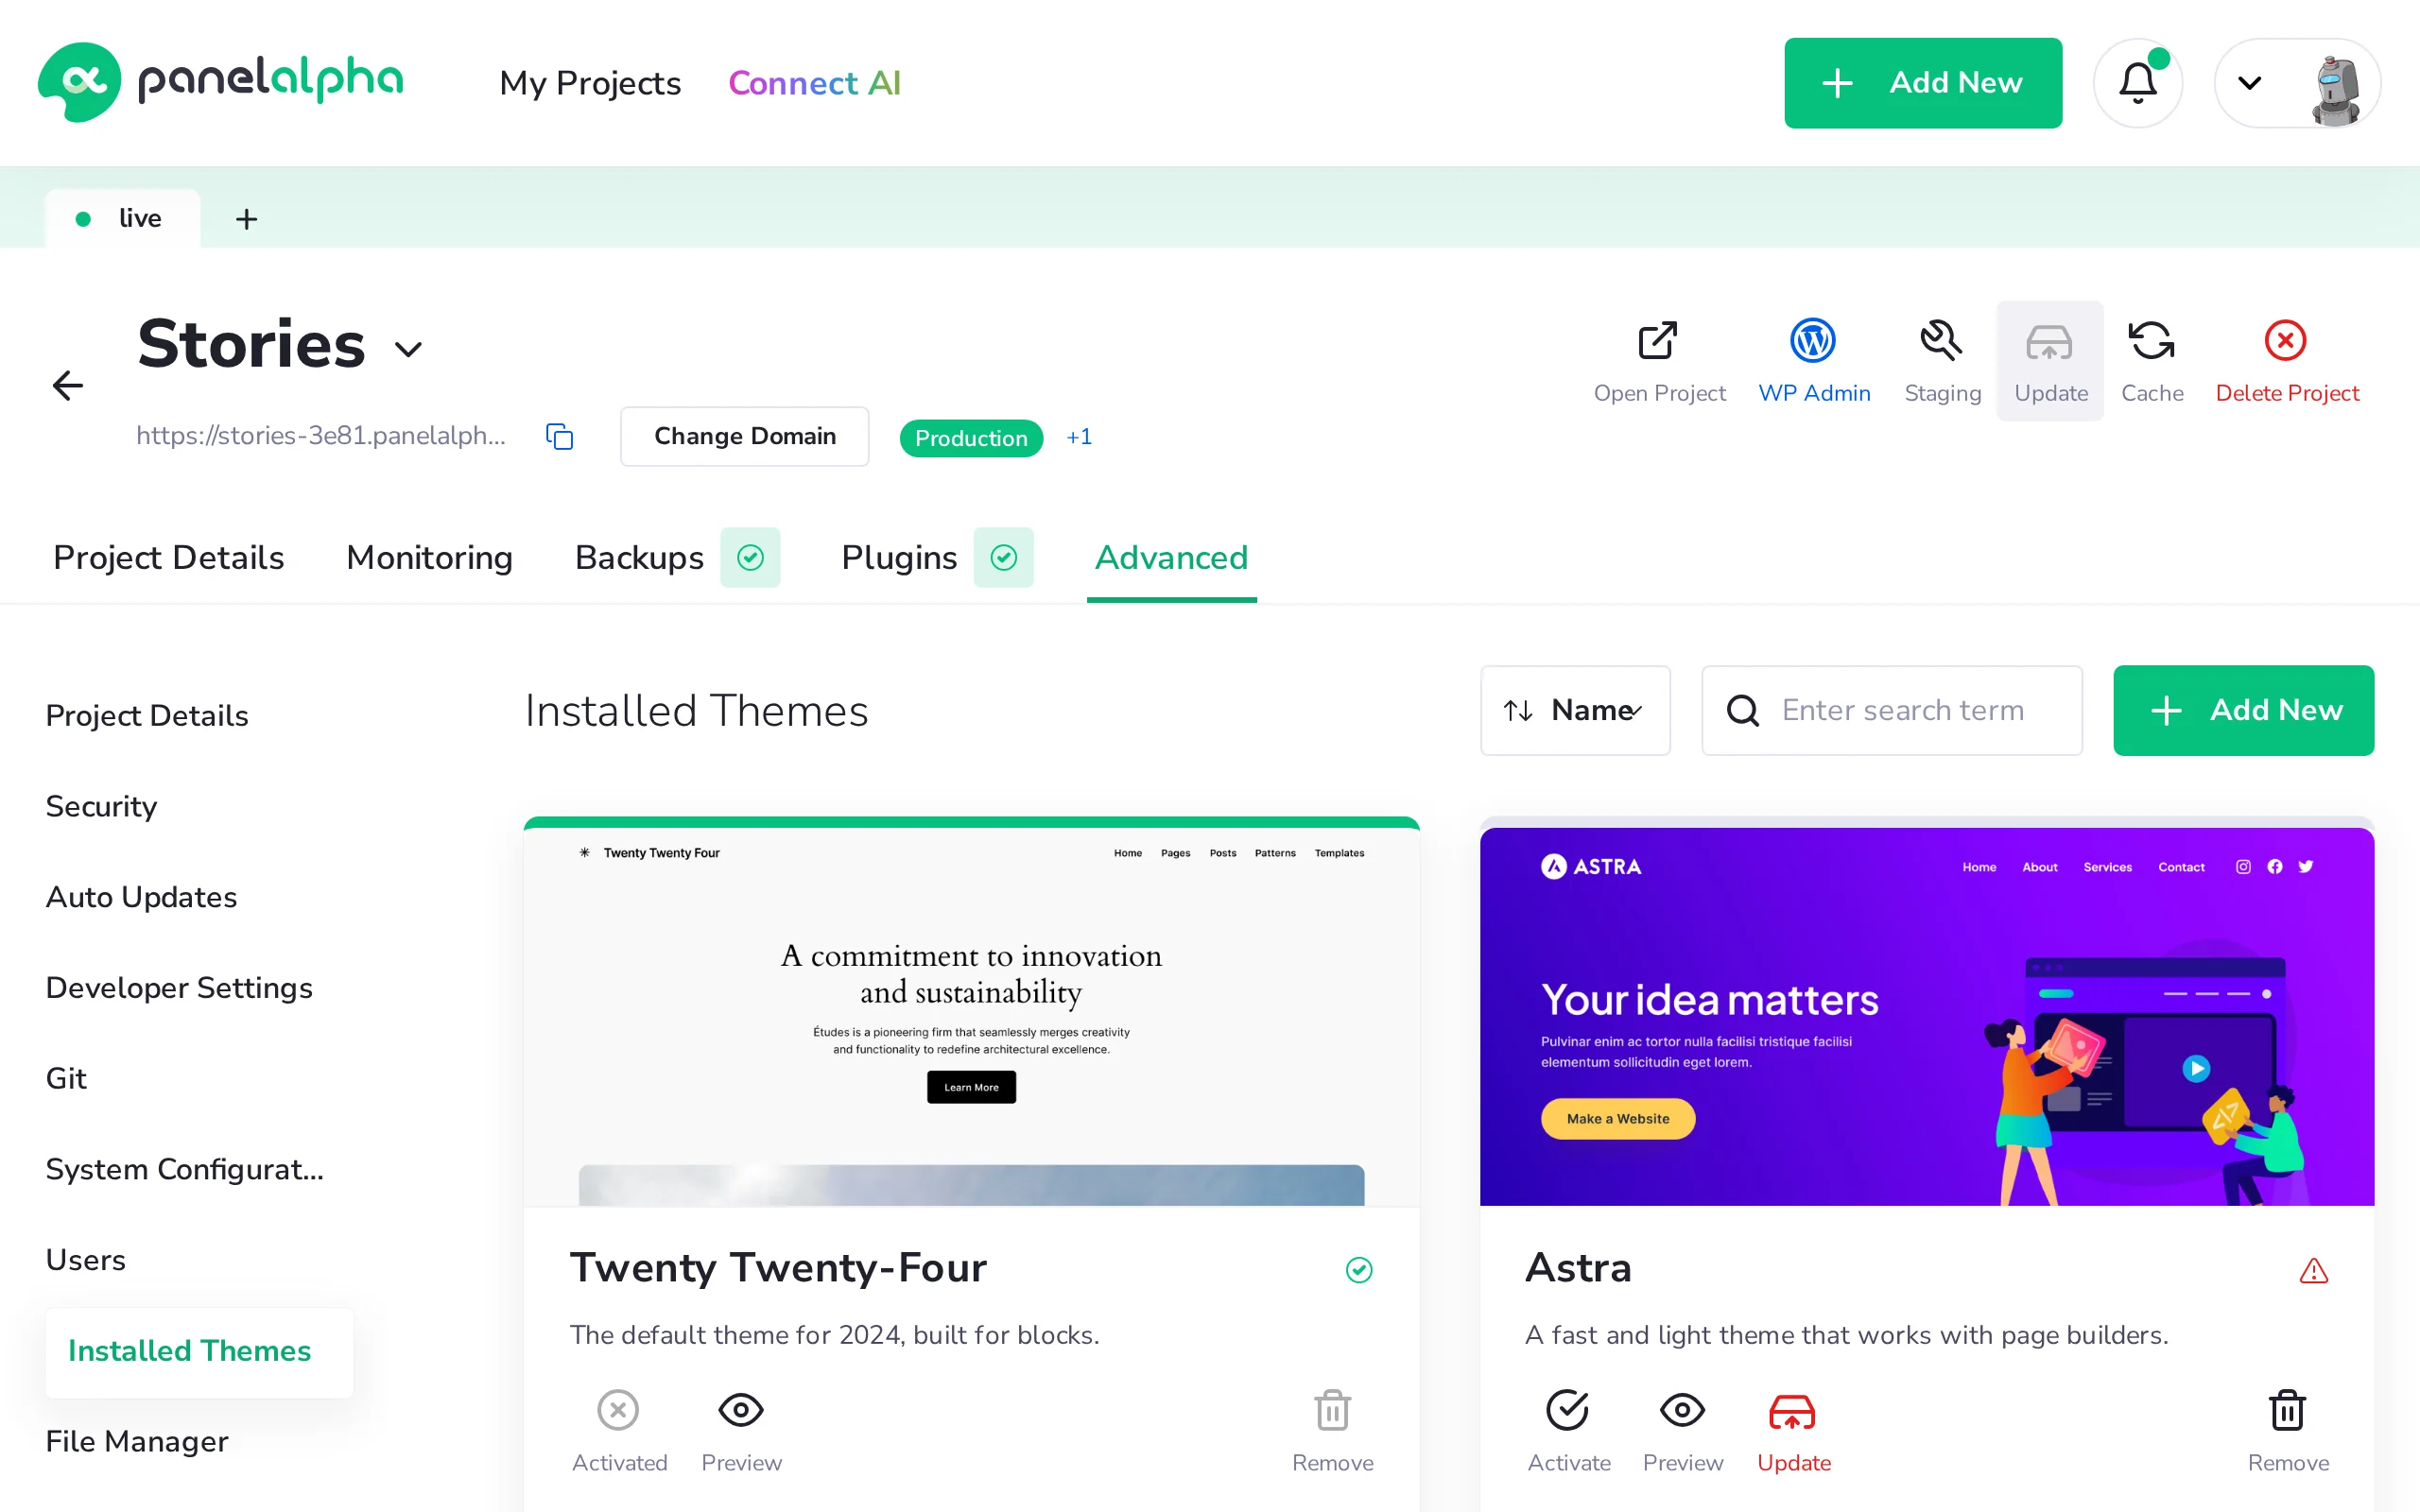 panelalpha
My Projects
Connect AI
Add New
live
Stories
https://stories-3e81.panelalph...
Change Domain
Production
+1
Open Project
WP Admin
Staging
Update
Cache
Delete Project
Project Details
Monitoring
Backups
Plugins
Advanced
Project Details
Security
Auto Updates
Developer Settings
Git
System Configurat...
Users
Installed Themes
File Manager
Installed Themes
Name
Enter search term
Add New
Twenty Twenty Four
Home Pages Posts Patterns Templates
A commitment to innovation
and sustainability
Études is a pioneering firm that seamlessly merges creativity
and functionality to redefine architectural excellence.
Learn More
Twenty Twenty-Four
The default theme for 2024, built for blocks.
Activated
Preview
Remove
ASTRA
Home About Services Contact
Your idea matters
Pulvinar enim ac tortor nulla facilisi tristique facilisi
elementum sollicitudin eget lorem.
Make a Website
Astra
A fast and light theme that works with page builders.
Activate
Preview
Update
Remove